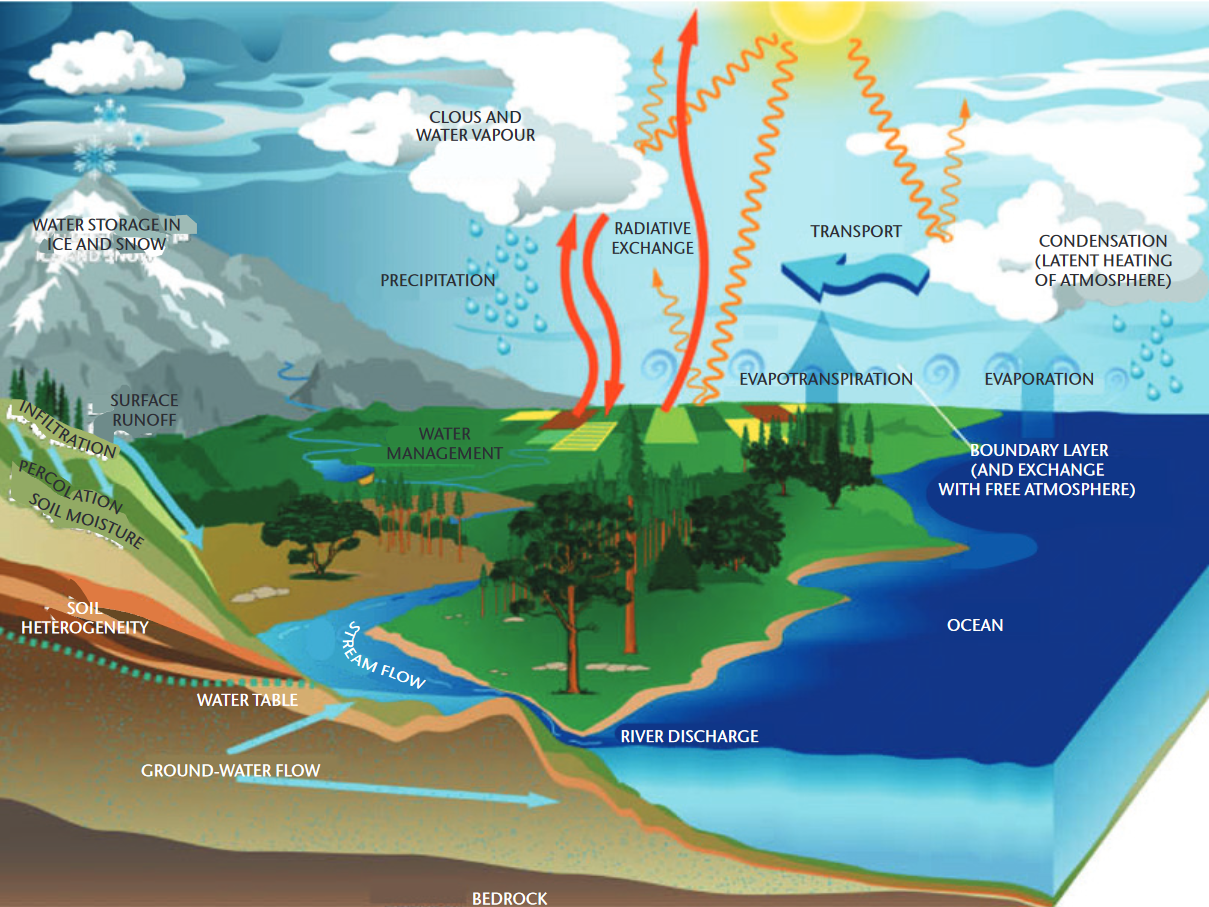 CLOUS AND
WATER VAPOUR
WATER STORAGE IN
ICE AND SNOW
RADIATIVE
EXCHANGE
TRANSPORT
CONDENSATION
(LATENT HEATING
OF ATMOSPHERE)
PRECIPITATION
EVAPOTRANSPIRATION
EVAPORATION
SURFACE
RUNOFF
INFILTRATION
WATER
MANAGEMENT
BOUNDARY LAYER
(AND EXCHANGE
WITH FREE ATMOSPHERE)
PERCOLATION
SOIL MOISTURE
SOIL
HETEROGENEITY
OCEAN
STREAM FLOW
WATER TABLE
RIVER DISCHARGE
GROUND-WATER FLOW
BEDROCK